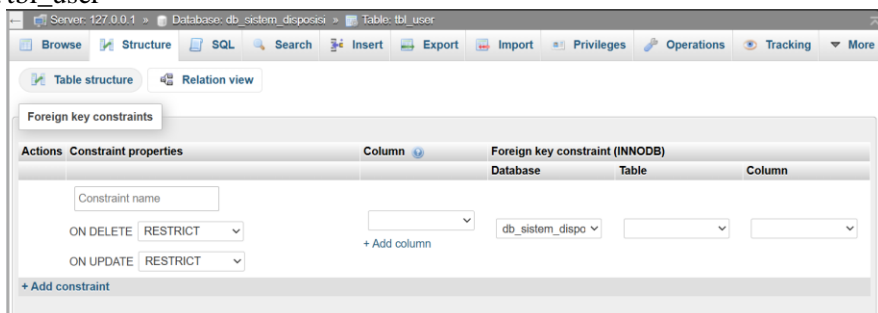 tbl_user
Server: 127.0.0.1 » Database: db_sistem_disposisi » Table: tbl_user
Browse Structure SQL Search Insert Export Import Privileges Operations Tracking More
Table structure Relation view
Foreign key constraints
Actions Constraint properties Column Foreign key constraint (INNODB)
Database Table Column
Constraint name
ON DELETE RESTRICT db_sistem_dispo
+ Add column
ON UPDATE RESTRICT
+ Add constraint